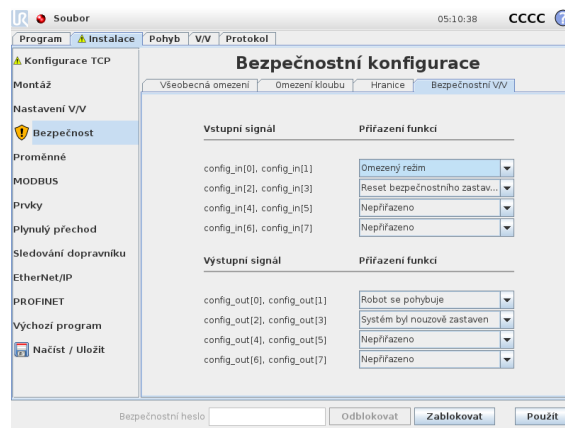 Soubor 05:10:38 CCCC ?
Program Instalace Pohyb V/V Protokol
Konfigurace TCP
Montáž
Nastavení V/V
Bezpečnost
Proměnné
MODBUS
Prvky
Plynulý přechod
Sledování dopravníku
EtherNet/IP
PROFINET
Výchozí program
Načíst / Uložit
Bezpečnostní konfigurace
Všeobecná omezení Omezení kloubu Hranice Bezpečnostní V/V
Vstupní signál Přiřazení funkcí
config_in[0], config_in[1] Omezený režim
config_in[2], config_in[3] Reset bezpečnostního zastav...
config_in[4], config_in[5] Nepřiřazeno
config_in[6], config_in[7] Nepřiřazeno
Výstupní signál Přiřazení funkcí
config_out[0], config_out[1] Robot se pohybuje
config_out[2], config_out[3] Systém byl nouzově zastaven
config_out[4], config_out[5] Nepřiřazeno
config_out[6], config_out[7] Nepřiřazeno
Bezpečnostní heslo Odblokovat Zablokovat Použít